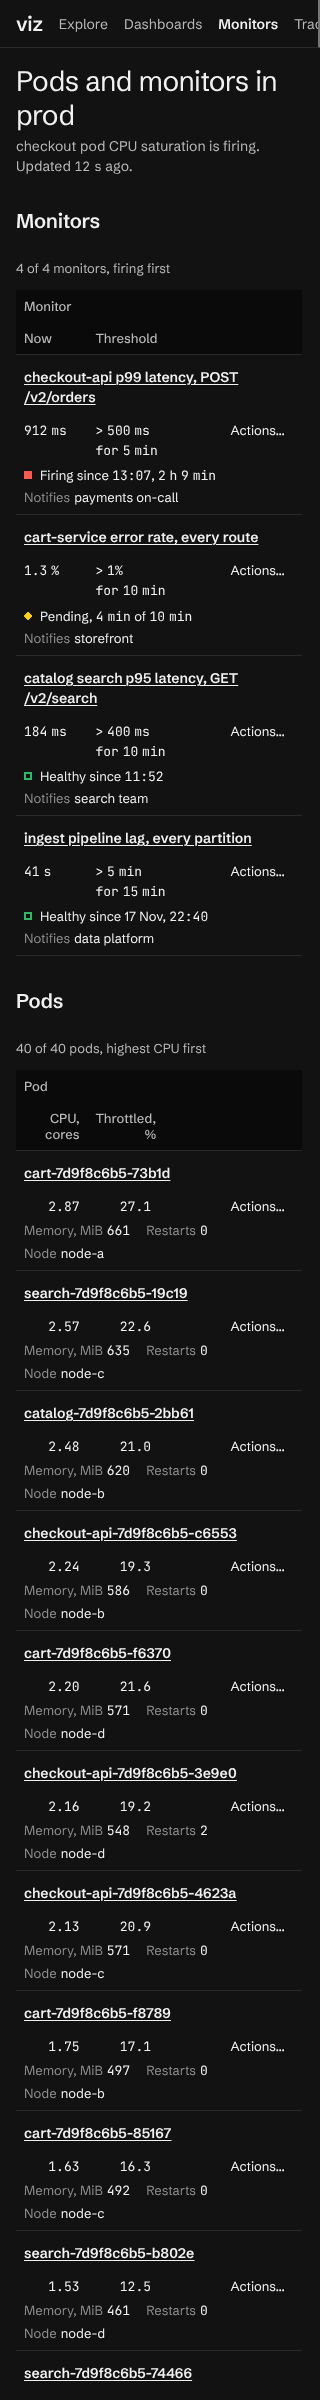 viz Explore Dashboards Monitors
Pods and monitors in
prod
checkout pod CPU saturation is firing.
Updated 12 s ago.
Monitors
4 of 4 monitors, firing first
Monitor
Now Threshold
checkout-api p99 latency, POST
/v2/orders
912 ms > 500 ms Actions…
for 5 min
Firing since 13:07, 2 h 9 min
Notifies payments on-call
cart-service error rate, every route
1.3 % > 1% Actions…
for 10 min
Pending, 4 min of 10 min
Notifies storefront
catalog search p95 latency, GET
/v2/search
184 ms > 400 ms Actions…
for 10 min
Healthy since 11:52
Notifies search team
ingest pipeline lag, every partition
41 s > 5 min Actions…
for 15 min
Healthy since 17 Nov, 22:40
Notifies data platform
Pods
40 of 40 pods, highest CPU first
Pod
CPU, Throttled,
cores %
cart-7d9f8c6b5-73b1d
2.87 27.1 Actions…
Memory, MiB 661 Restarts 0
Node node-a
search-7d9f8c6b5-19c19
2.57 22.6 Actions…
Memory, MiB 635 Restarts 0
Node node-c
catalog-7d9f8c6b5-2bb61
2.48 21.0 Actions…
Memory, MiB 620 Restarts 0
Node node-b
checkout-api-7d9f8c6b5-c6553
2.24 19.3 Actions…
Memory, MiB 586 Restarts 0
Node node-b
cart-7d9f8c6b5-f6370
2.20 21.6 Actions…
Memory, MiB 571 Restarts 0
Node node-d
checkout-api-7d9f8c6b5-3e9e0
2.16 19.2 Actions…
Memory, MiB 548 Restarts 2
Node node-d
checkout-api-7d9f8c6b5-4623a
2.13 20.9 Actions…
Memory, MiB 571 Restarts 0
Node node-c
cart-7d9f8c6b5-f8789
1.75 17.1 Actions…
Memory, MiB 497 Restarts 0
Node node-b
cart-7d9f8c6b5-85167
1.63 16.3 Actions…
Memory, MiB 492 Restarts 0
Node node-c
search-7d9f8c6b5-b802e
1.53 12.5 Actions…
Memory, MiB 461 Restarts 0
Node node-d
search-7d9f8c6b5-74466